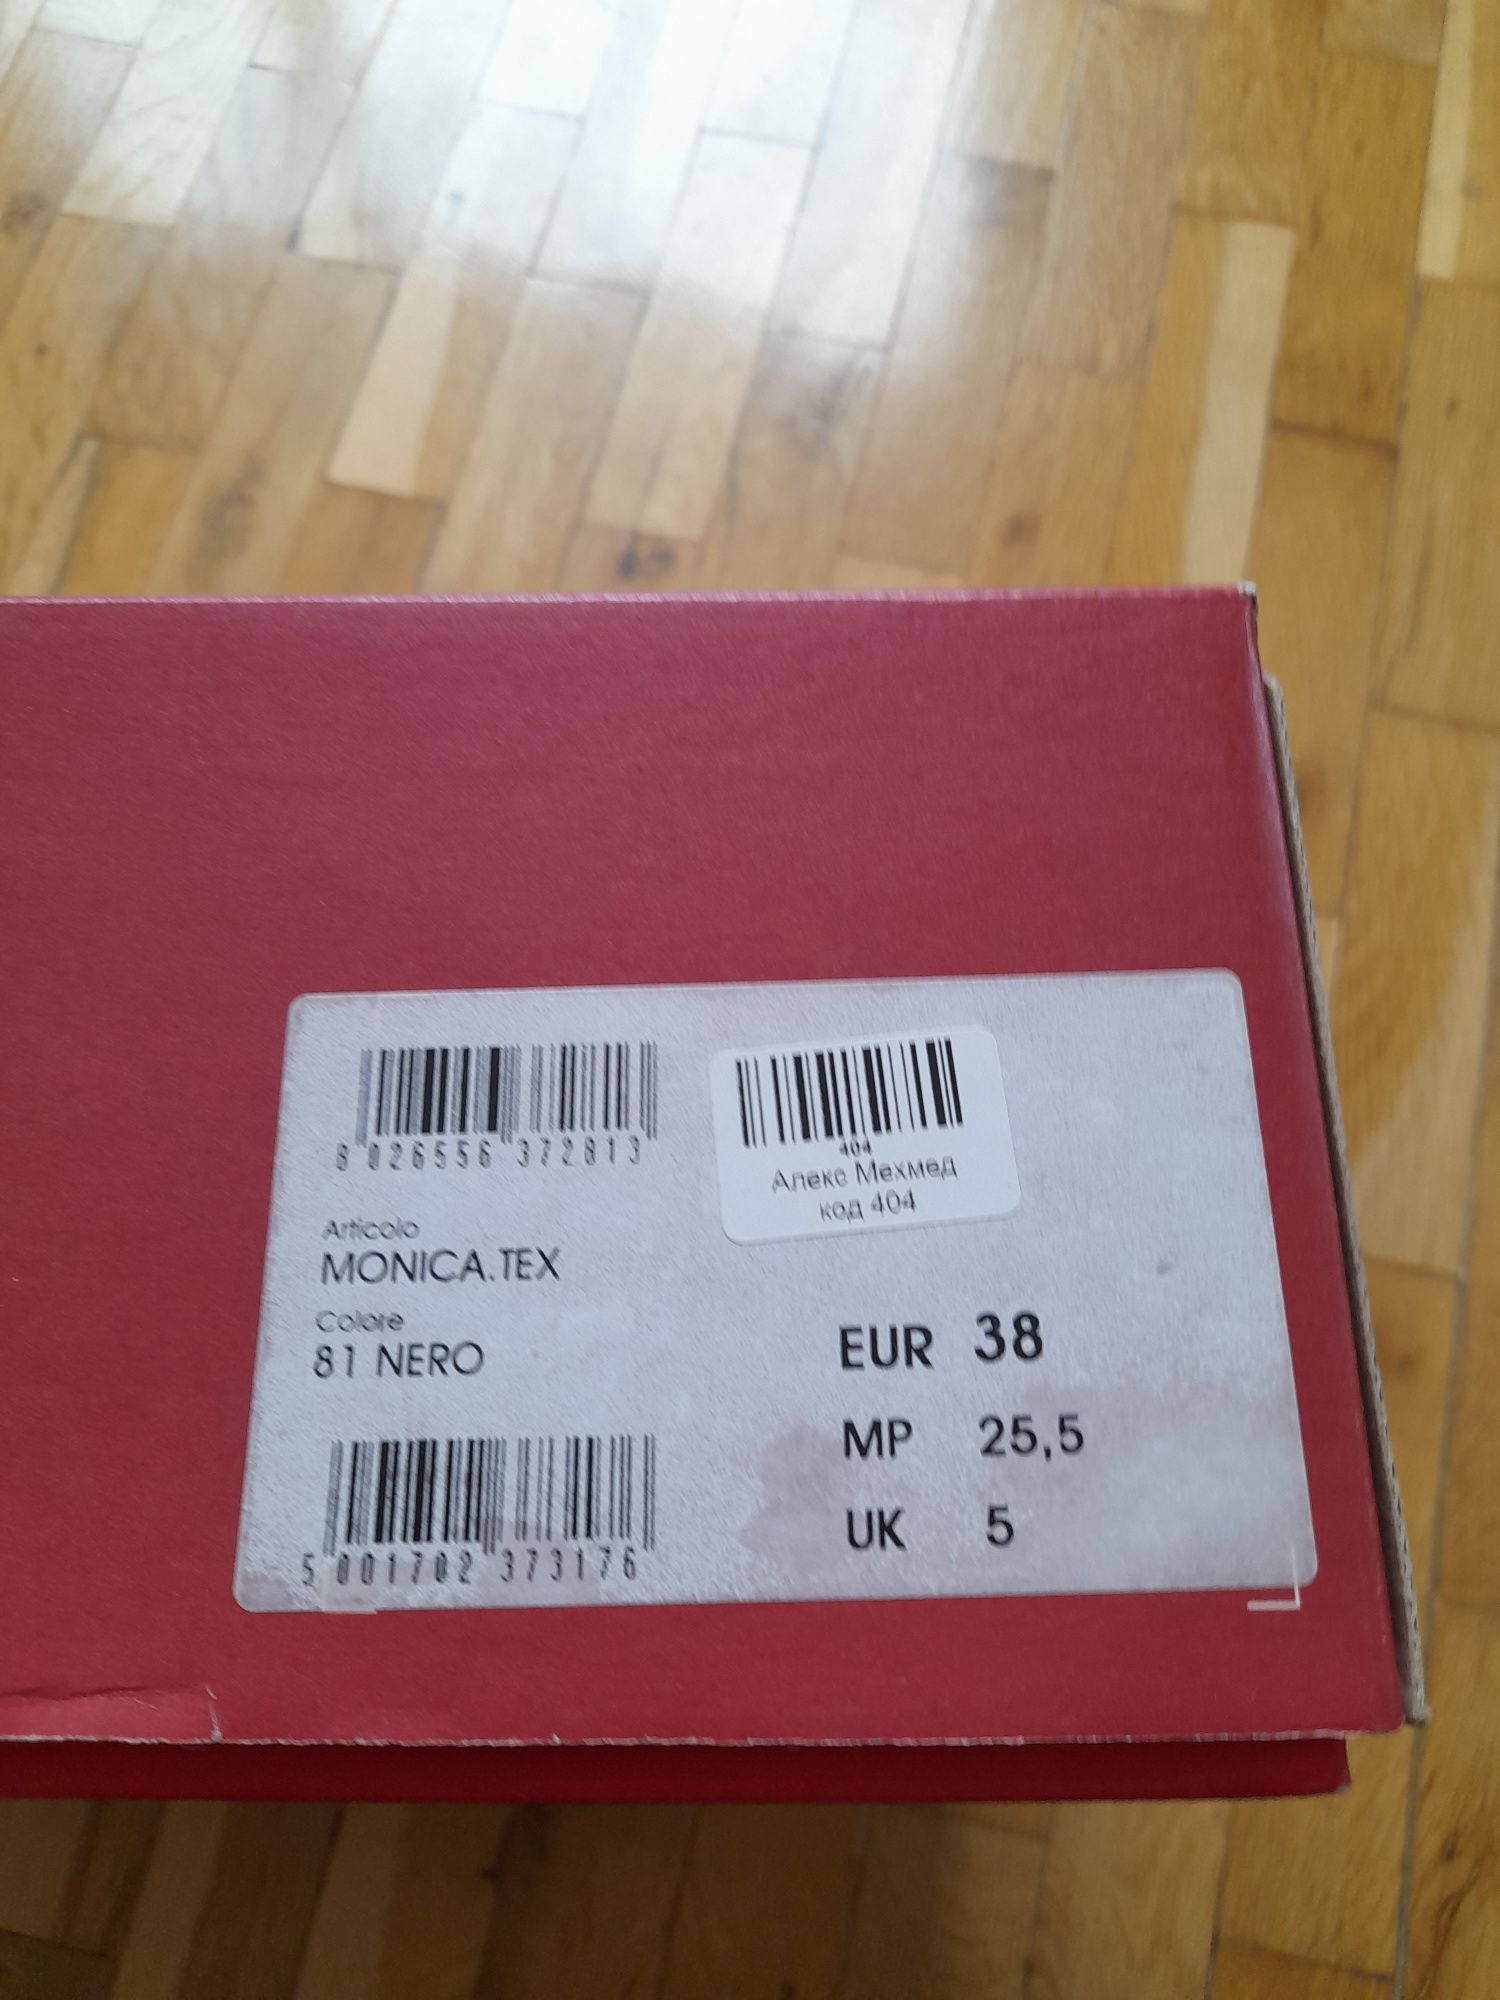 8 026556 372813
404
Алекс Мехмед
код 404
Articolo
MONICA.TEX
Colore
81 NERO
EUR 38
MP 25,5
UK 5
5 001702 373176